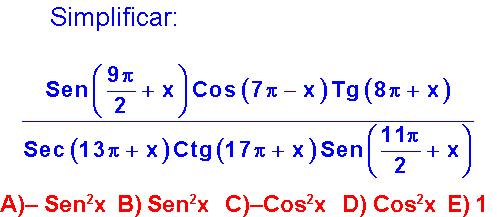 Simplificar:
Sen(9π/2 + x)Cos(7π – x)Tg(8π + x)
Sec(13π + x)Ctg(17π + x)Sen(11π/2 + x)
A)– Sen²x B) Sen²x C)–Cos²x D) Cos²x E) 1